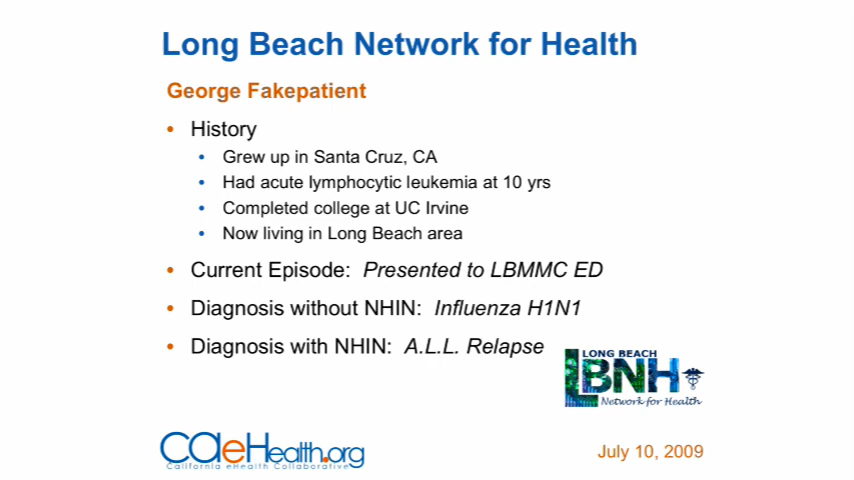 Long Beach Network for Health
George Fakepatient
• History
• Grew up in Santa Cruz, CA
• Had acute lymphocytic leukemia at 10 yrs
• Completed college at UC Irvine
• Now living in Long Beach area
• Current Episode: Presented to LBMMC ED
• Diagnosis without NHIN: Influenza H1N1
• Diagnosis with NHIN: A.L.L. Relapse
LONG BEACH
LBNH
Network for Health
CAeHealth.org
California eHealth Collaborative
July 10, 2009